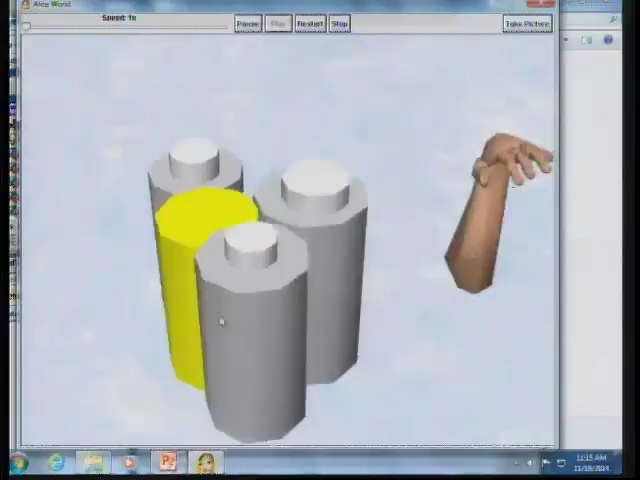 Alice World
Speed: 1x
Pause
Play
Restart
Stop
Take Picture
11:15 AM